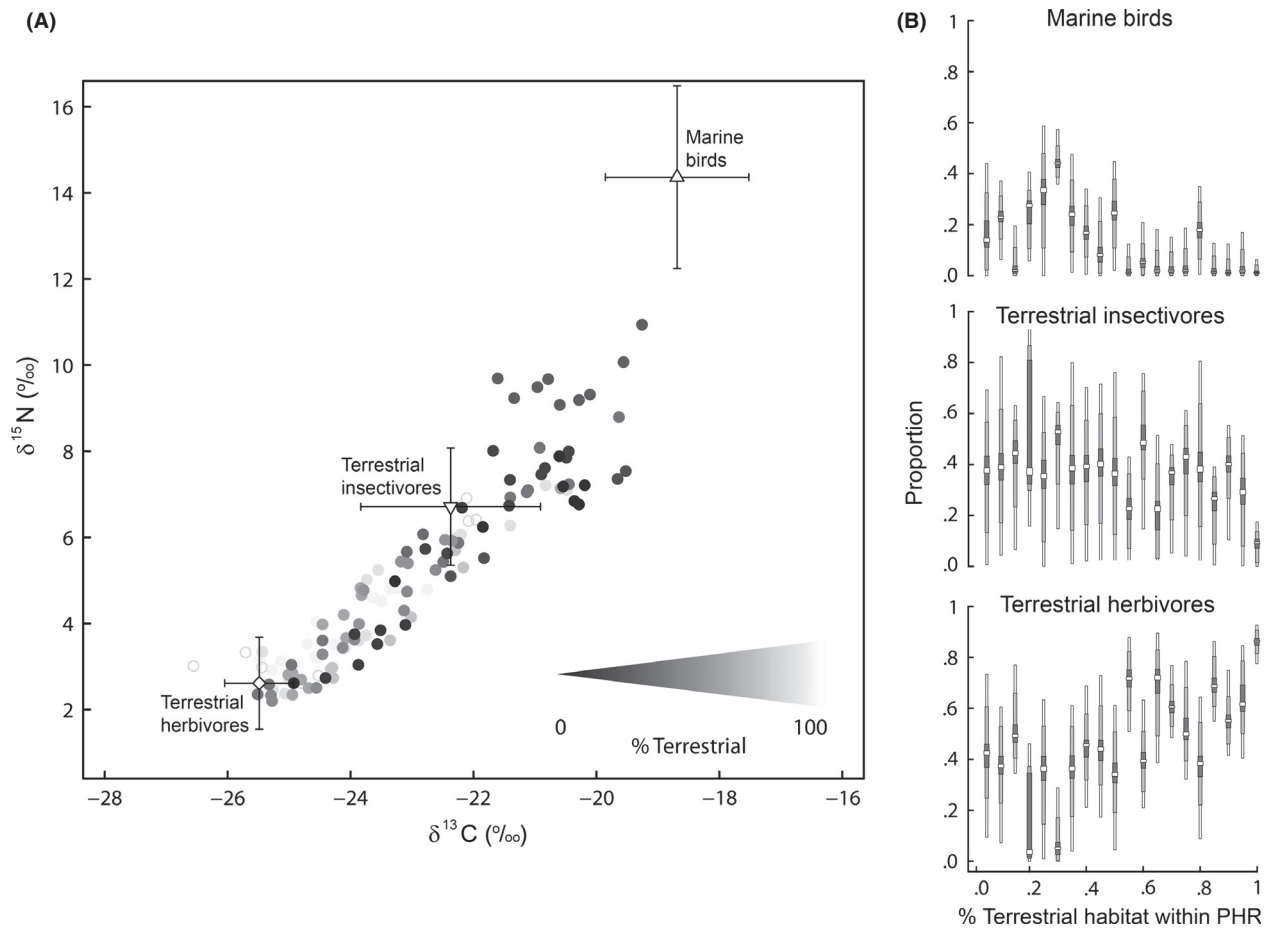 (A)
16
14
12
10
8
6
4
2
δ15N (o/oo)
Marine
birds
Terrestrial
insectivores
Terrestrial
herbivores
0
100
% Terrestrial
−28
−26
−24
−22
−20
−18
−16
δ13C (o/oo)
(B)
Marine birds
1
.8
.6
.4
.2
.0
Terrestrial insectivores
1
.8
.6
.4
.2
.0
Proportion
Terrestrial herbivores
1
.8
.6
.4
.2
.0
.0
.2
.4
.6
.8
1
% Terrestrial habitat within PHR